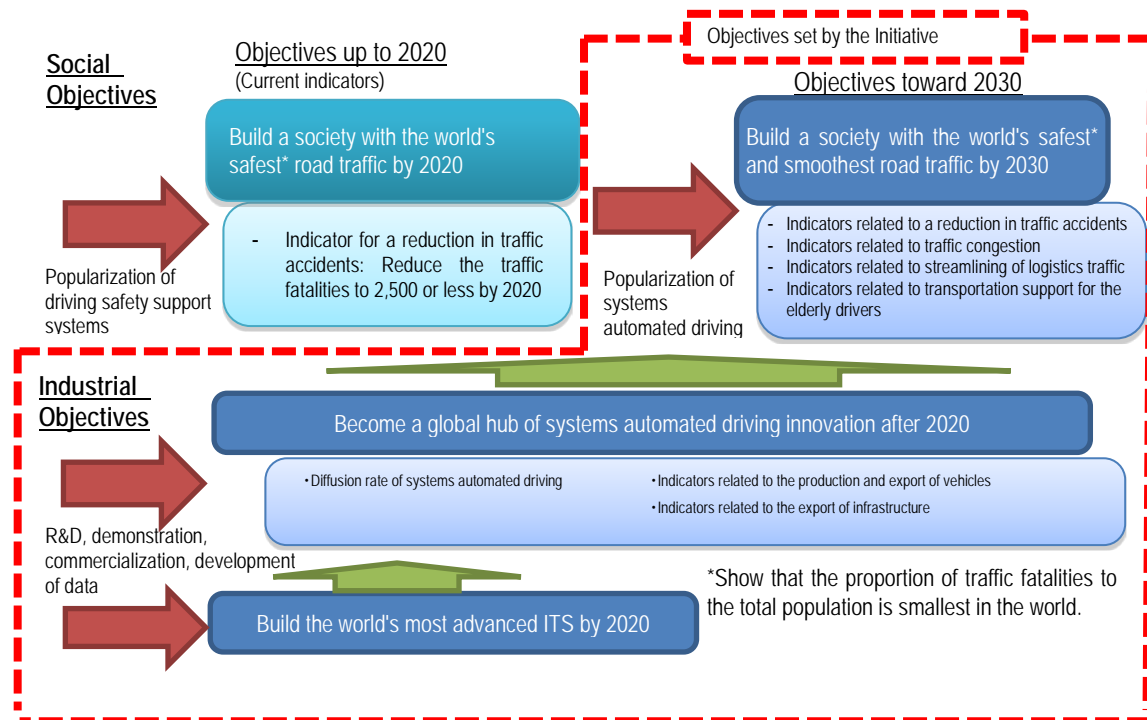 Objectives set by the Initiative
Social
Objectives
Objectives up to 2020
(Current indicators)
Objectives toward 2030
Build a society with the world's
safest* road traffic by 2020
Build a society with the world's safest*
and smoothest road traffic by 2030
- Indicator for a reduction in traffic
accidents: Reduce the traffic
fatalities to 2,500 or less by 2020
- Indicators related to a reduction in traffic accidents
- Indicators related to traffic congestion
- Indicators related to streamlining of logistics traffic
- Indicators related to transportation support for the
elderly drivers
Popularization of
driving safety support
systems
Popularization of
systems
automated driving
Industrial
Objectives
Become a global hub of systems automated driving innovation after 2020
・Diffusion rate of systems automated driving
・Indicators related to the production and export of vehicles
・Indicators related to the export of infrastructure
R&D, demonstration,
commercialization, development
of data
Build the world's most advanced ITS by 2020
*Show that the proportion of traffic fatalities to
the total population is smallest in the world.